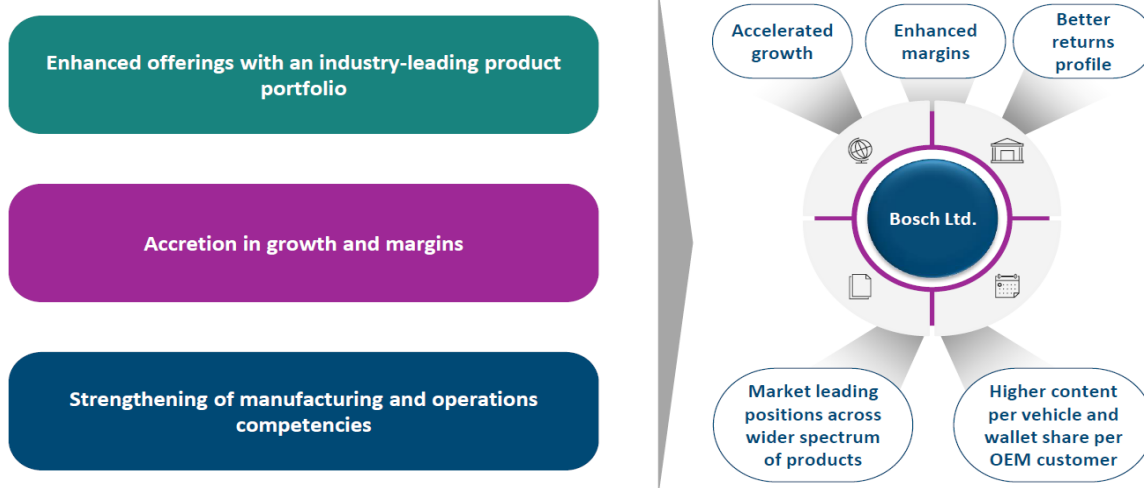 Enhanced offerings with an industry-leading product
portfolio
Accretion in growth and margins
Strengthening of manufacturing and operations
competencies
Accelerated
growth
Enhanced
margins
Better
returns
profile
Bosch Ltd.
Market leading
positions across
wider spectrum
of products
Higher content
per vehicle and
wallet share per
OEM customer